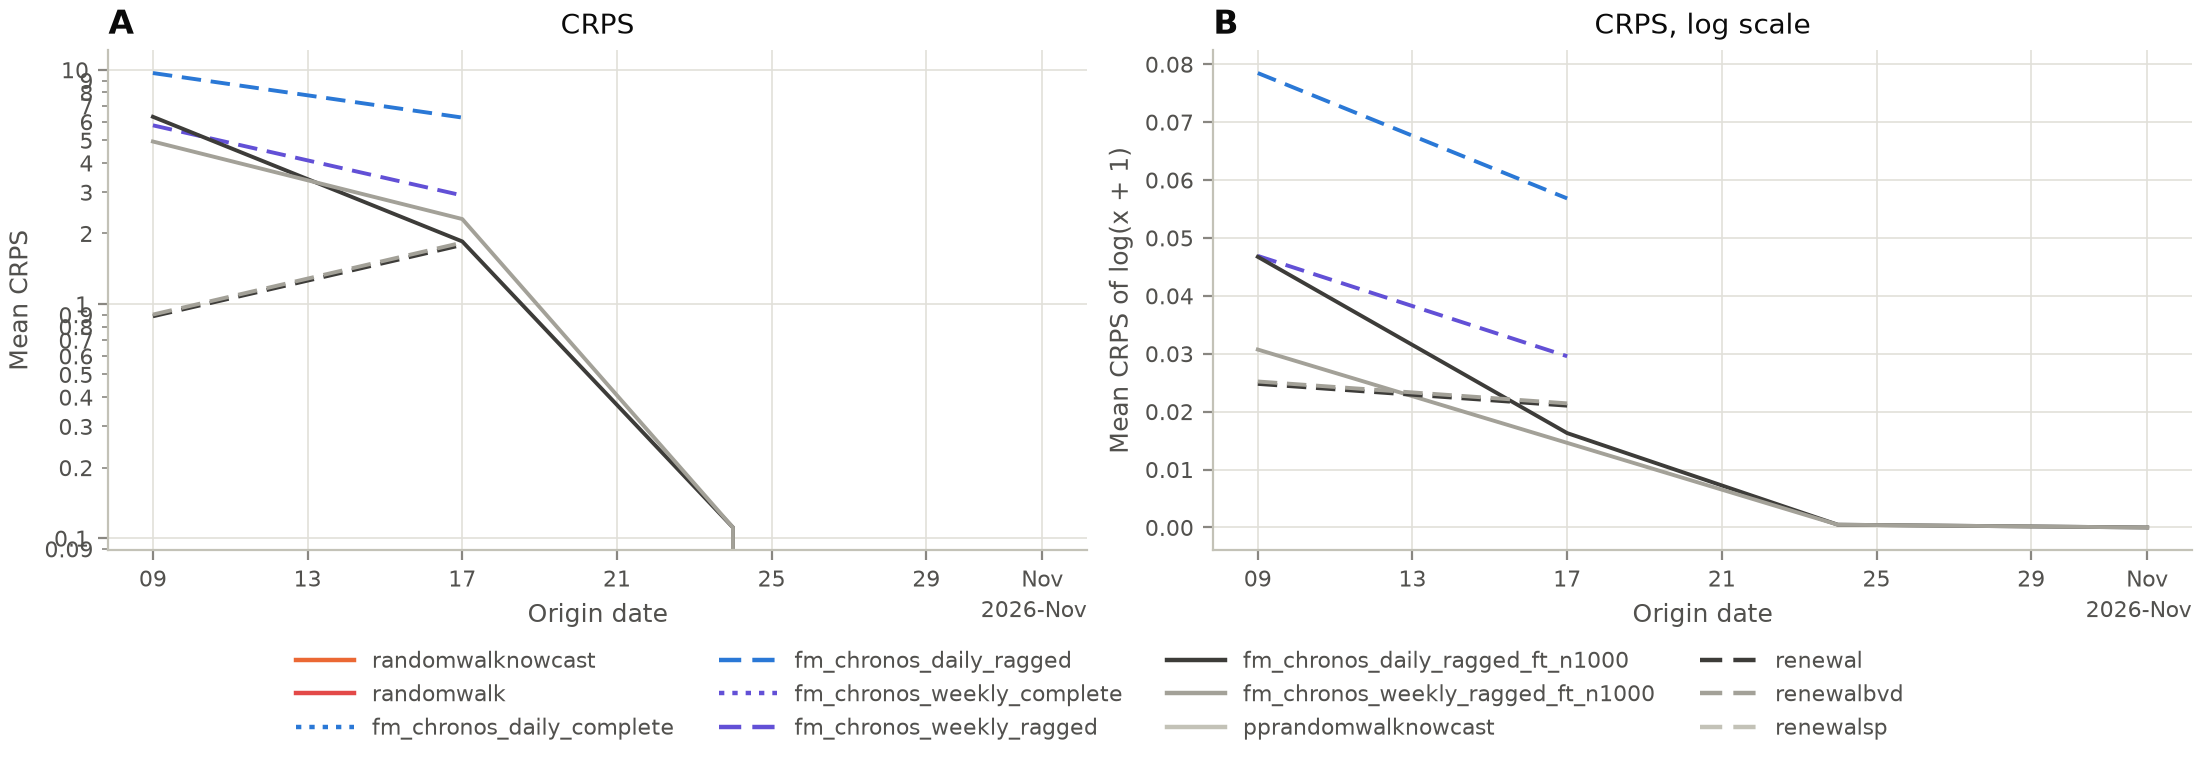 A
CRPS
Mean CRPS
10
9
8
7
6
5
4
3
2
1
0.9
0.8
0.7
0.6
0.5
0.4
0.3
0.2
0.1
0.09
09
13
17
21
25
29
Nov
2026-Nov
Origin date
B
CRPS, log scale
Mean CRPS of log(x + 1)
0.08
0.07
0.06
0.05
0.04
0.03
0.02
0.01
0.00
09
13
17
21
25
29
Nov
2026-Nov
Origin date
randomwalknowcast
randomwalk
fm_chronos_daily_complete
fm_chronos_daily_ragged
fm_chronos_weekly_complete
fm_chronos_weekly_ragged
fm_chronos_daily_ragged_ft_n1000
fm_chronos_weekly_ragged_ft_n1000
pprandomwalknowcast
renewal
renewalbvd
renewalsp